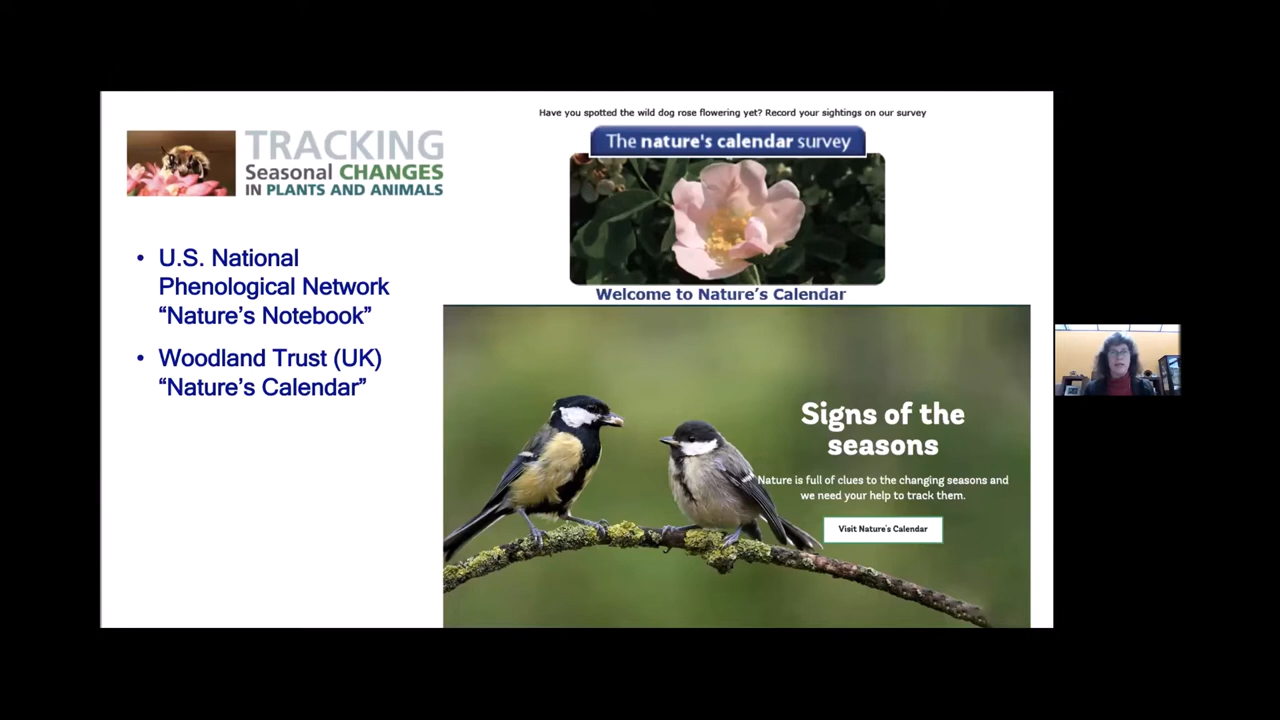 TRACKING
Seasonal CHANGES
IN PLANTS AND ANIMALS
• U.S. National
Phenological Network
“Nature’s Notebook”
• Woodland Trust (UK)
“Nature’s Calendar”
Have you spotted the wild dog rose flowering yet? Record your sightings on our survey
The nature's calendar survey
Welcome to Nature’s Calendar
Signs of the
seasons
Nature is full of clues to the changing seasons and
we need your help to track them.
Visit Nature's Calendar